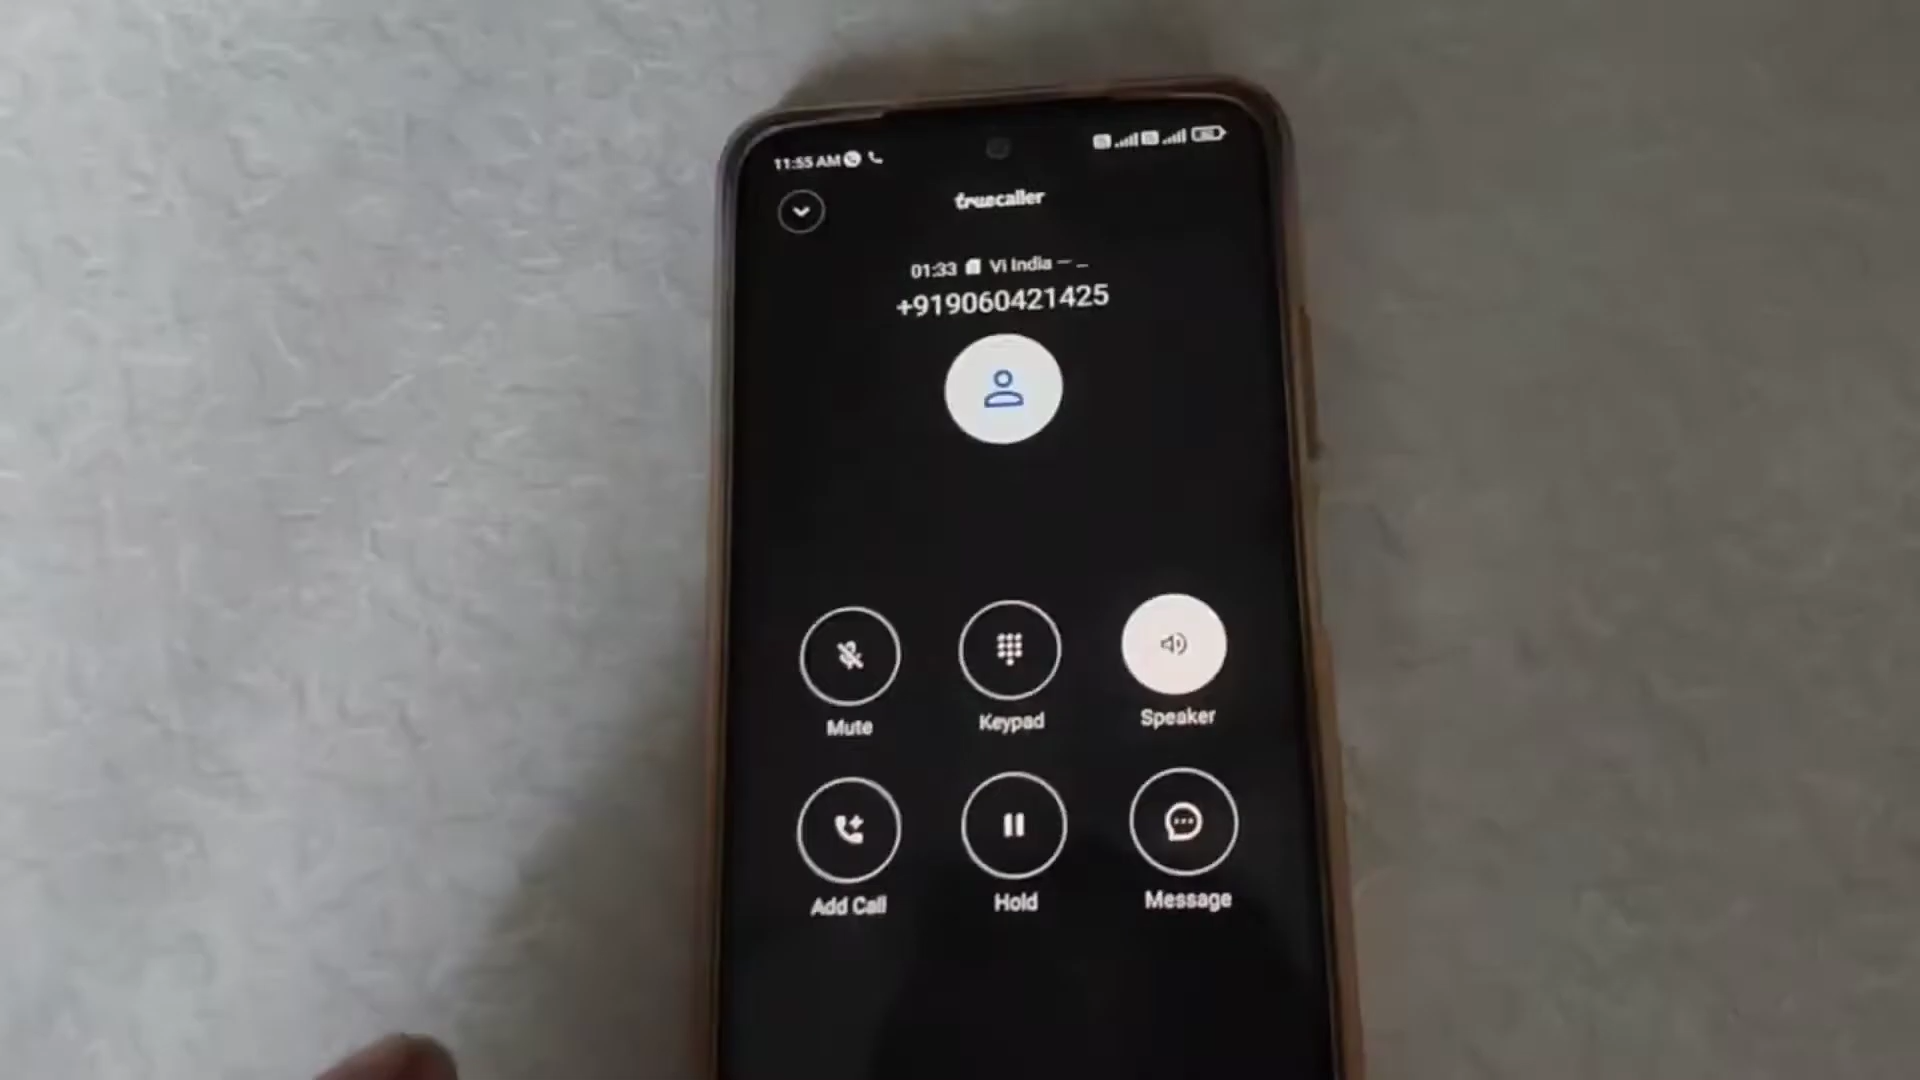 11:55 AM
truecaller
01:33 Vi India –
+919060421425
Mute Keypad Speaker
Add Call Hold Message